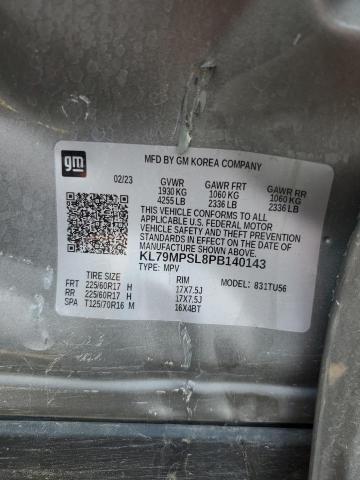 gm
MFD BY GM KOREA COMPANY
02/23 GVWR GAWR FRT GAWR RR
1930 KG 1060 KG 1060 KG
4255 LB 2336 LB 2336 LB
THIS VEHICLE CONFORMS TO ALL
APPLICABLE U.S. FEDERAL MOTOR
VEHICLE SAFETY AND THEFT
PREVENTION STANDARDS IN EFFECT
ON THE DATE OF MANUFACTURE
SHOWN ABOVE.
KL79MPSL8PB140143
TYPE: MPV MODEL: 831TU56
TIRE SIZE RIM
FRT 225/60R17 H 17X7.5J
RR 225/60R17 H 17X7.5J
SPA T125/70R16 M 16X4BT